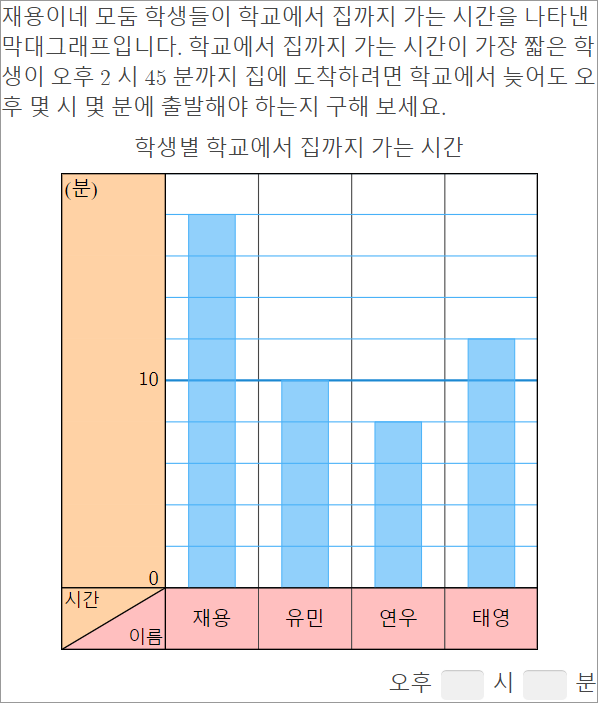 재용이네 모둠 학생들이 학교에서 집까지 가는 시간을 나타낸
막대그래프입니다. 학교에서 집까지 가는 시간이 가장 짧은 학
생이 오후 2 시 45 분까지 집에 도착하려면 학교에서 늦어도 오
후 몇 시 몇 분에 출발해야 하는지 구해 보세요.
학생별 학교에서 집까지 가는 시간
(분)
10
0
시간
이름
재용 유민 연우 태영
오후 시 분